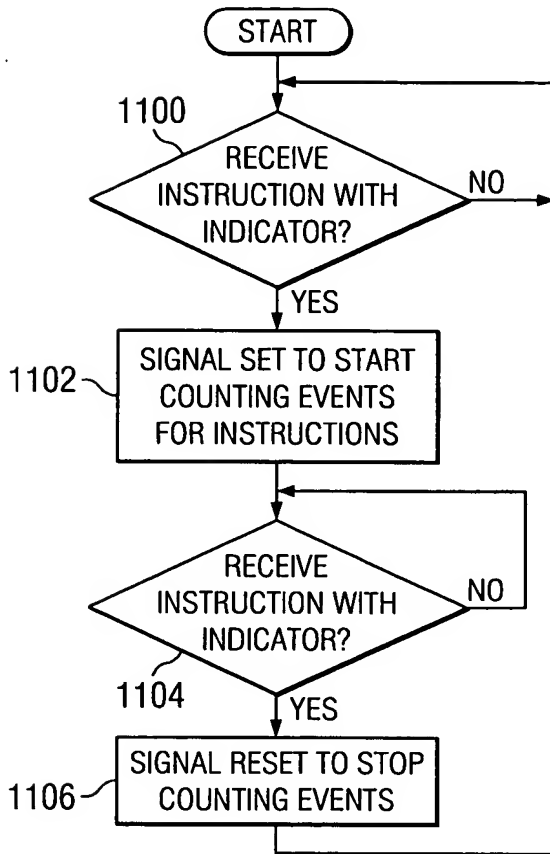 START
1100
RECEIVE
INSTRUCTION WITH
INDICATOR?
NO
YES
1102
SIGNAL SET TO START
COUNTING EVENTS
FOR INSTRUCTIONS
RECEIVE
INSTRUCTION WITH
INDICATOR?
NO
1104
YES
1106
SIGNAL RESET TO STOP
COUNTING EVENTS